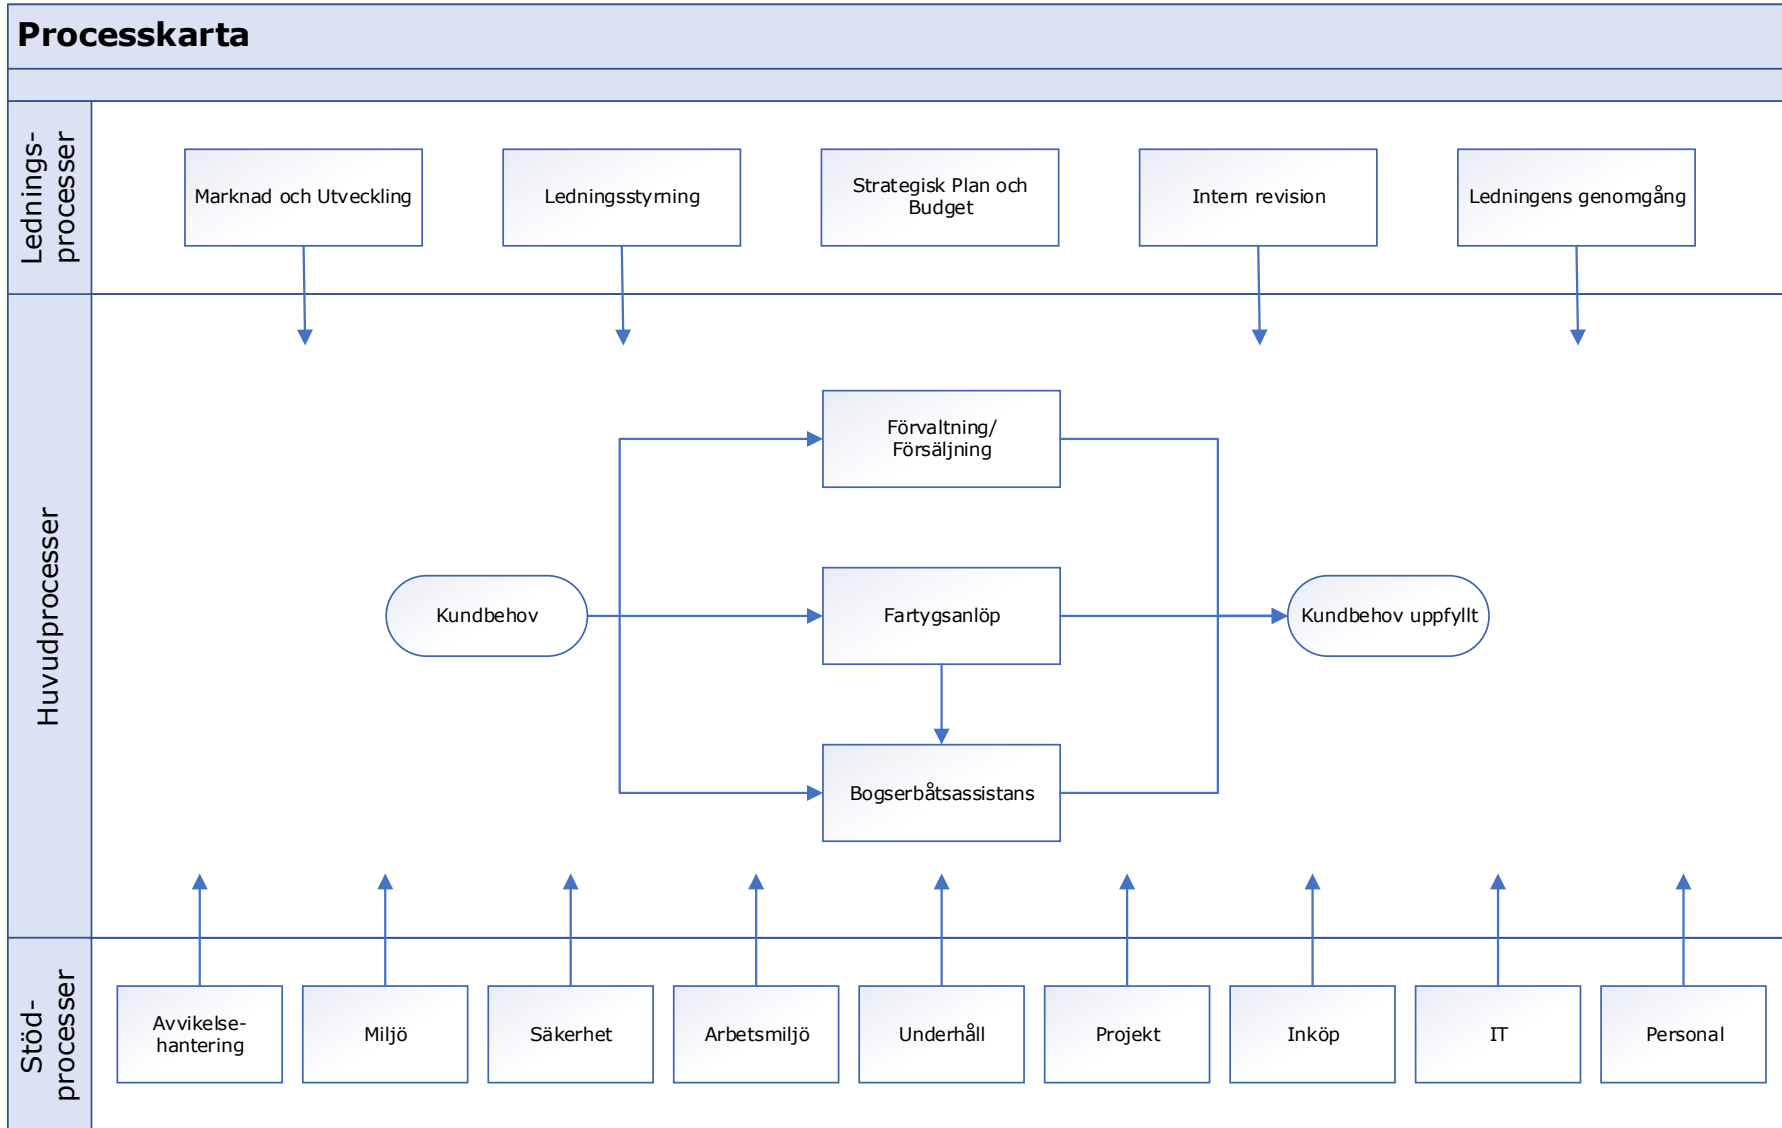 Processkarta
Lednings-
processer
Marknad och Utveckling
Ledningsstyrning
Strategisk Plan och
Budget
Intern revision
Ledningens genomgång
Huvudprocesser
Förvaltning/
Försäljning
Kundbehov
Fartygsanlöp
Kundbehov uppfyllt
Bogserbåtsassistans
Stöd-
processer
Avvikelse-
hantering
Miljö
Säkerhet
Arbetsmiljö
Underhåll
Projekt
Inköp
IT
Personal